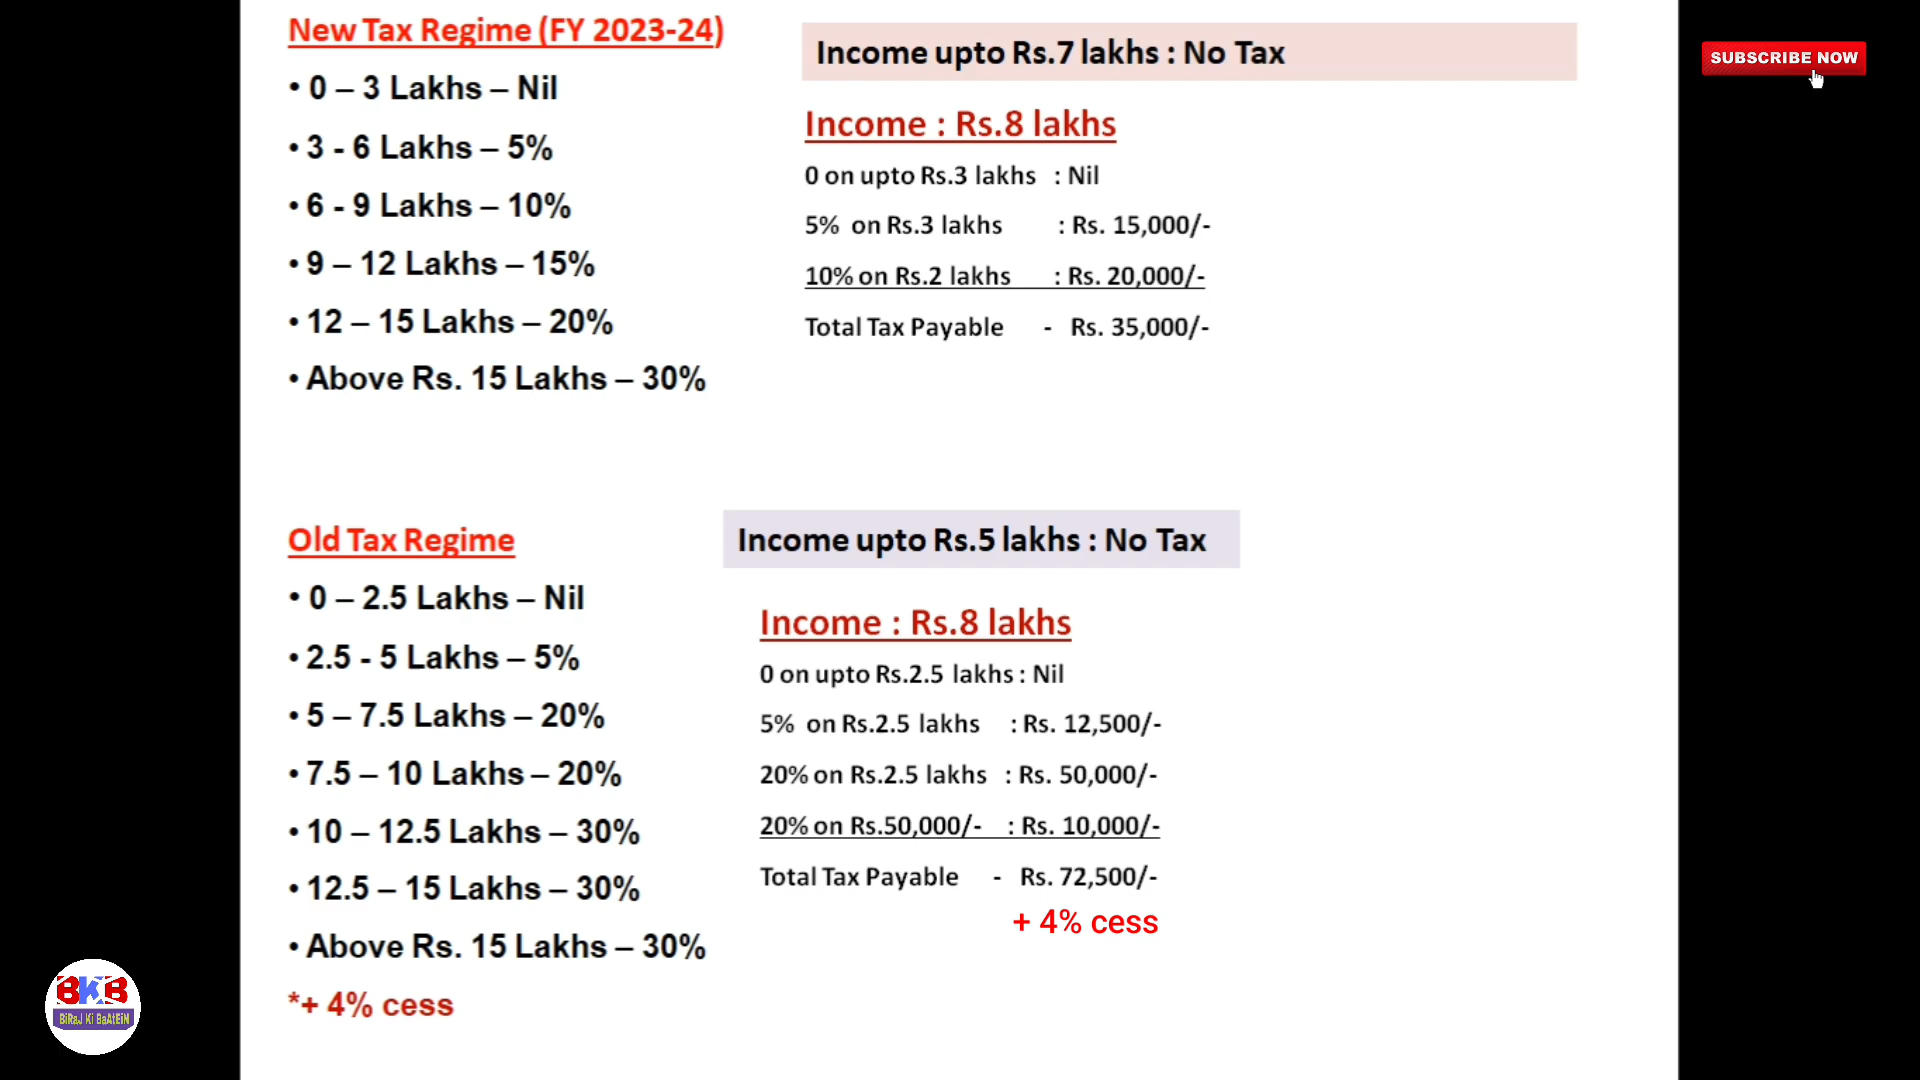 New Tax Regime (FY 2023-24)
• 0 – 3 Lakhs – Nil
• 3 - 6 Lakhs – 5%
• 6 - 9 Lakhs – 10%
• 9 – 12 Lakhs – 15%
• 12 – 15 Lakhs – 20%
• Above Rs. 15 Lakhs – 30%
Income upto Rs.7 lakhs : No Tax
Income : Rs.8 lakhs
0 on upto Rs.3 lakhs : Nil
5% on Rs.3 lakhs : Rs. 15,000/-
10% on Rs.2 lakhs : Rs. 20,000/-
Total Tax Payable - Rs. 35,000/-
SUBSCRIBE NOW
Old Tax Regime
• 0 – 2.5 Lakhs – Nil
• 2.5 - 5 Lakhs – 5%
• 5 – 7.5 Lakhs – 20%
• 7.5 – 10 Lakhs – 20%
• 10 – 12.5 Lakhs – 30%
• 12.5 – 15 Lakhs – 30%
• Above Rs. 15 Lakhs – 30%
*+ 4% cess
Income upto Rs.5 lakhs : No Tax
Income : Rs.8 lakhs
0 on upto Rs.2.5 lakhs : Nil
5% on Rs.2.5 lakhs : Rs. 12,500/-
20% on Rs.2.5 lakhs : Rs. 50,000/-
20% on Rs.50,000/- : Rs. 10,000/-
Total Tax Payable - Rs. 72,500/-
+ 4% cess
BKB
BiRaJ Ki BaAtEiN